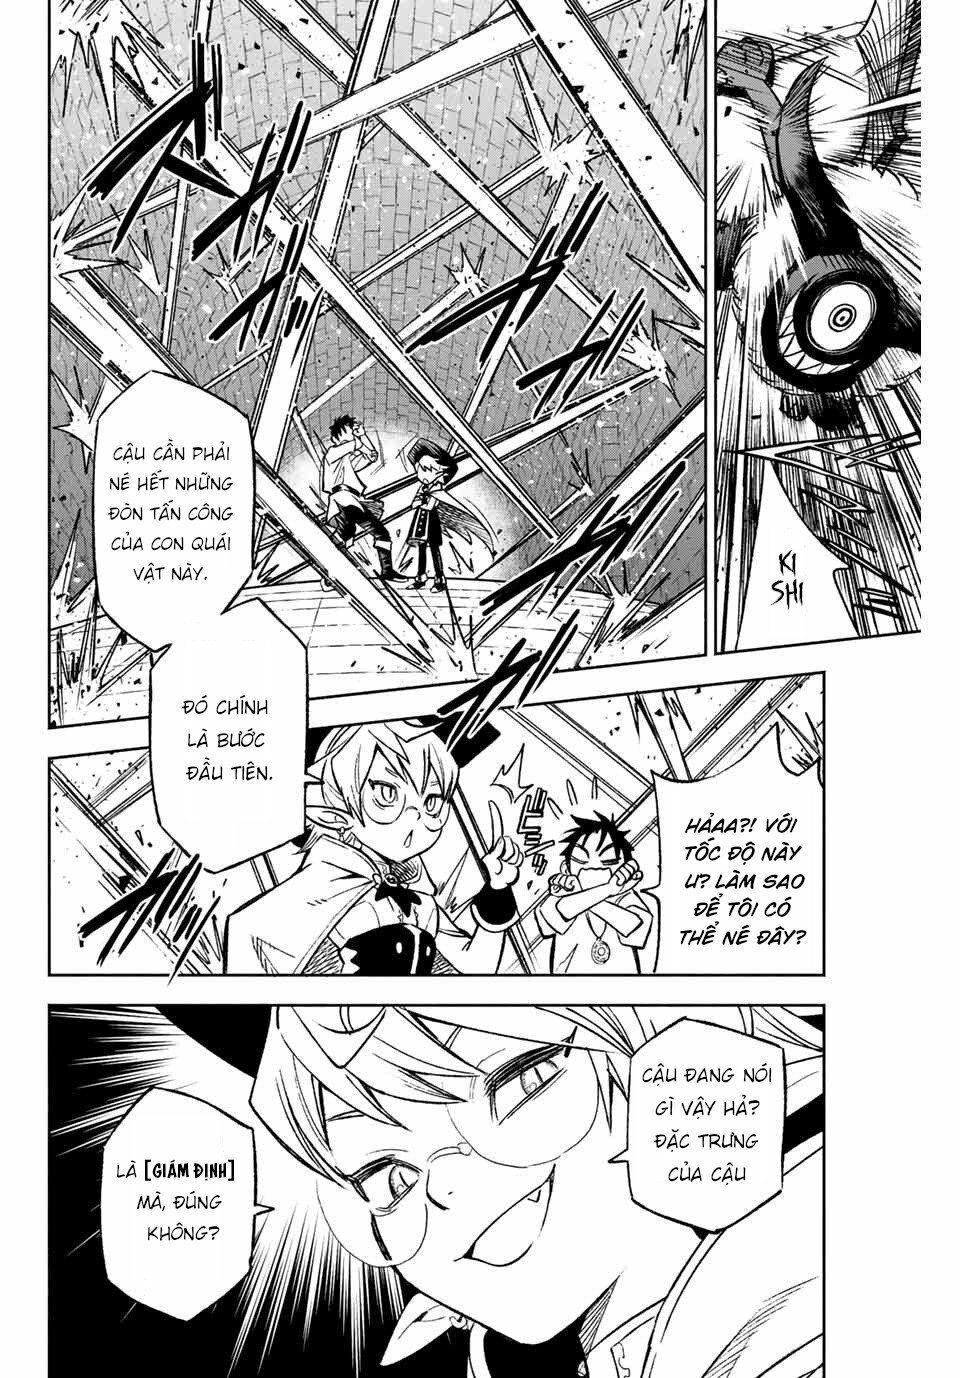 KI
SHI
CẬU CẦN PHẢI
NÉ HẾT NHỮNG
ĐÒN TẤN CÔNG
CỦA CON QUÁI
VẬT NÀY.
ĐÓ CHÍNH
LÀ BƯỚC
ĐẦU TIÊN.
HẢAA?! VỚI
TỐC ĐỘ NÀY
Ư? LÀM SAO
ĐỂ TÔI CÓ
THỂ NÉ ĐÂY?
CẬU ĐANG NÓI
GÌ VẬY HẢ?
ĐẶC TRƯNG
CỦA CẬU
LÀ [GIÁM ĐỊNH]
MÀ, ĐÚNG
KHÔNG?